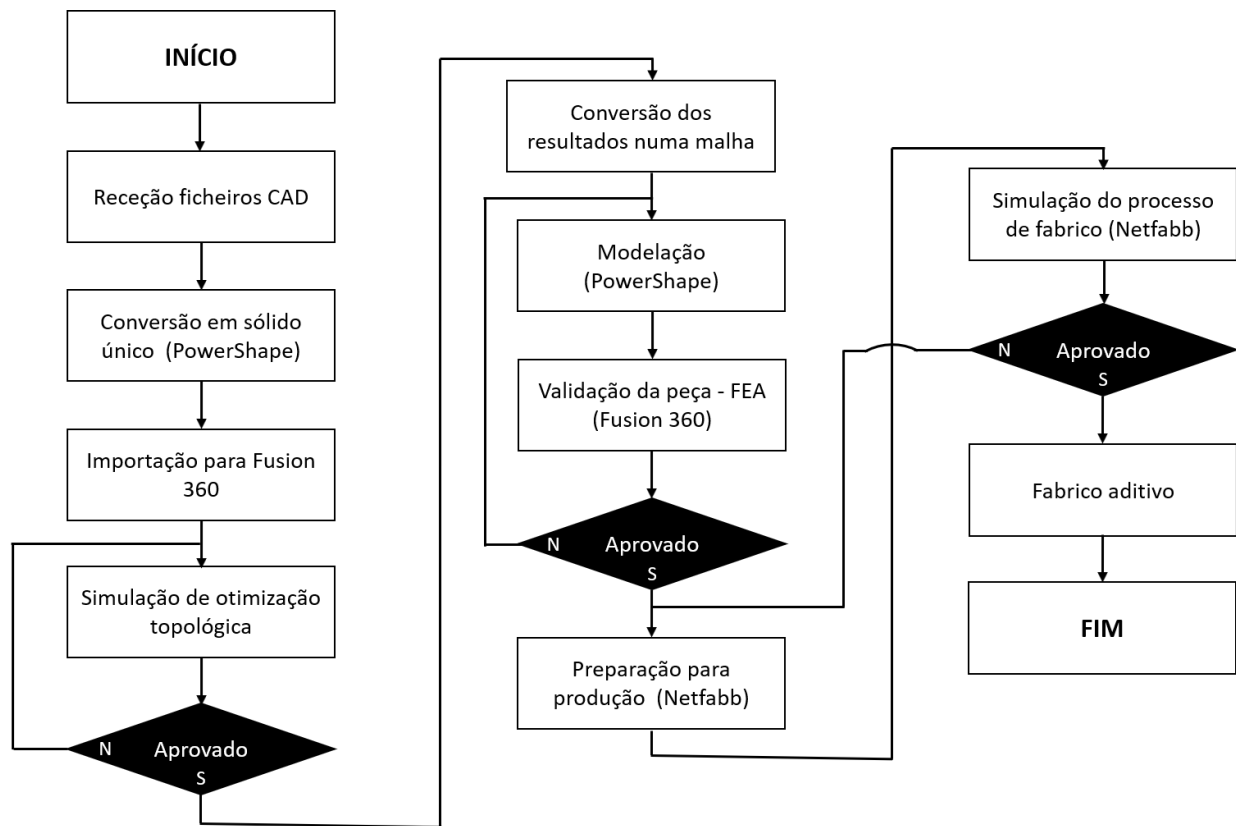 INÍCIO
Receção ficheiros CAD
Conversão em sólido
único (PowerShape)
Importação para Fusion
360
Simulação de otimização
topológica
N
Aprovado
S
Conversão dos
resultados numa malha
Modelação
(PowerShape)
Validação da peça - FEA
(Fusion 360)
N
Aprovado
S
Preparação para
produção (Netfabb)
Simulação do processo
de fabrico (Netfabb)
N
Aprovado
S
Fabrico aditivo
FIM